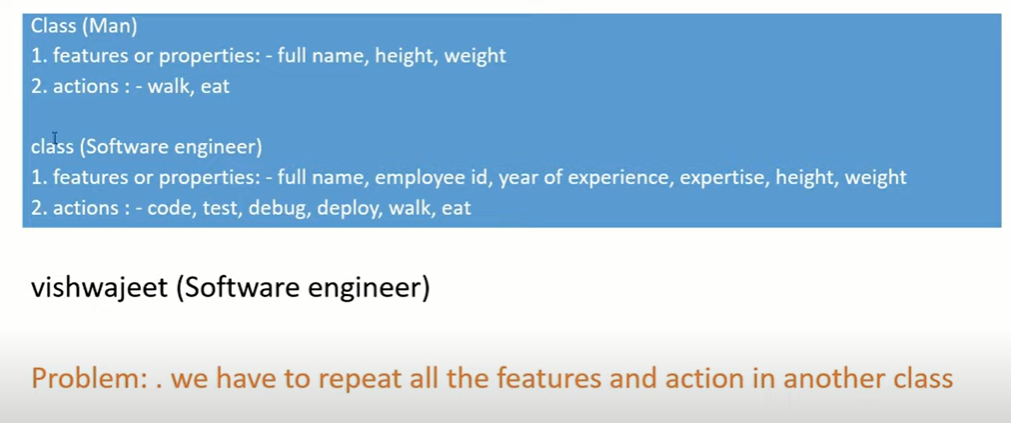 Class (Man)
1. features or properties: - full name, height, weight
2. actions : - walk, eat
class (Software engineer)
1. features or properties: - full name, employee id, year of experience, expertise, height, weight
2. actions : - code, test, debug, deploy, walk, eat
vishwajeet (Software engineer)
Problem: . we have to repeat all the features and action in another class